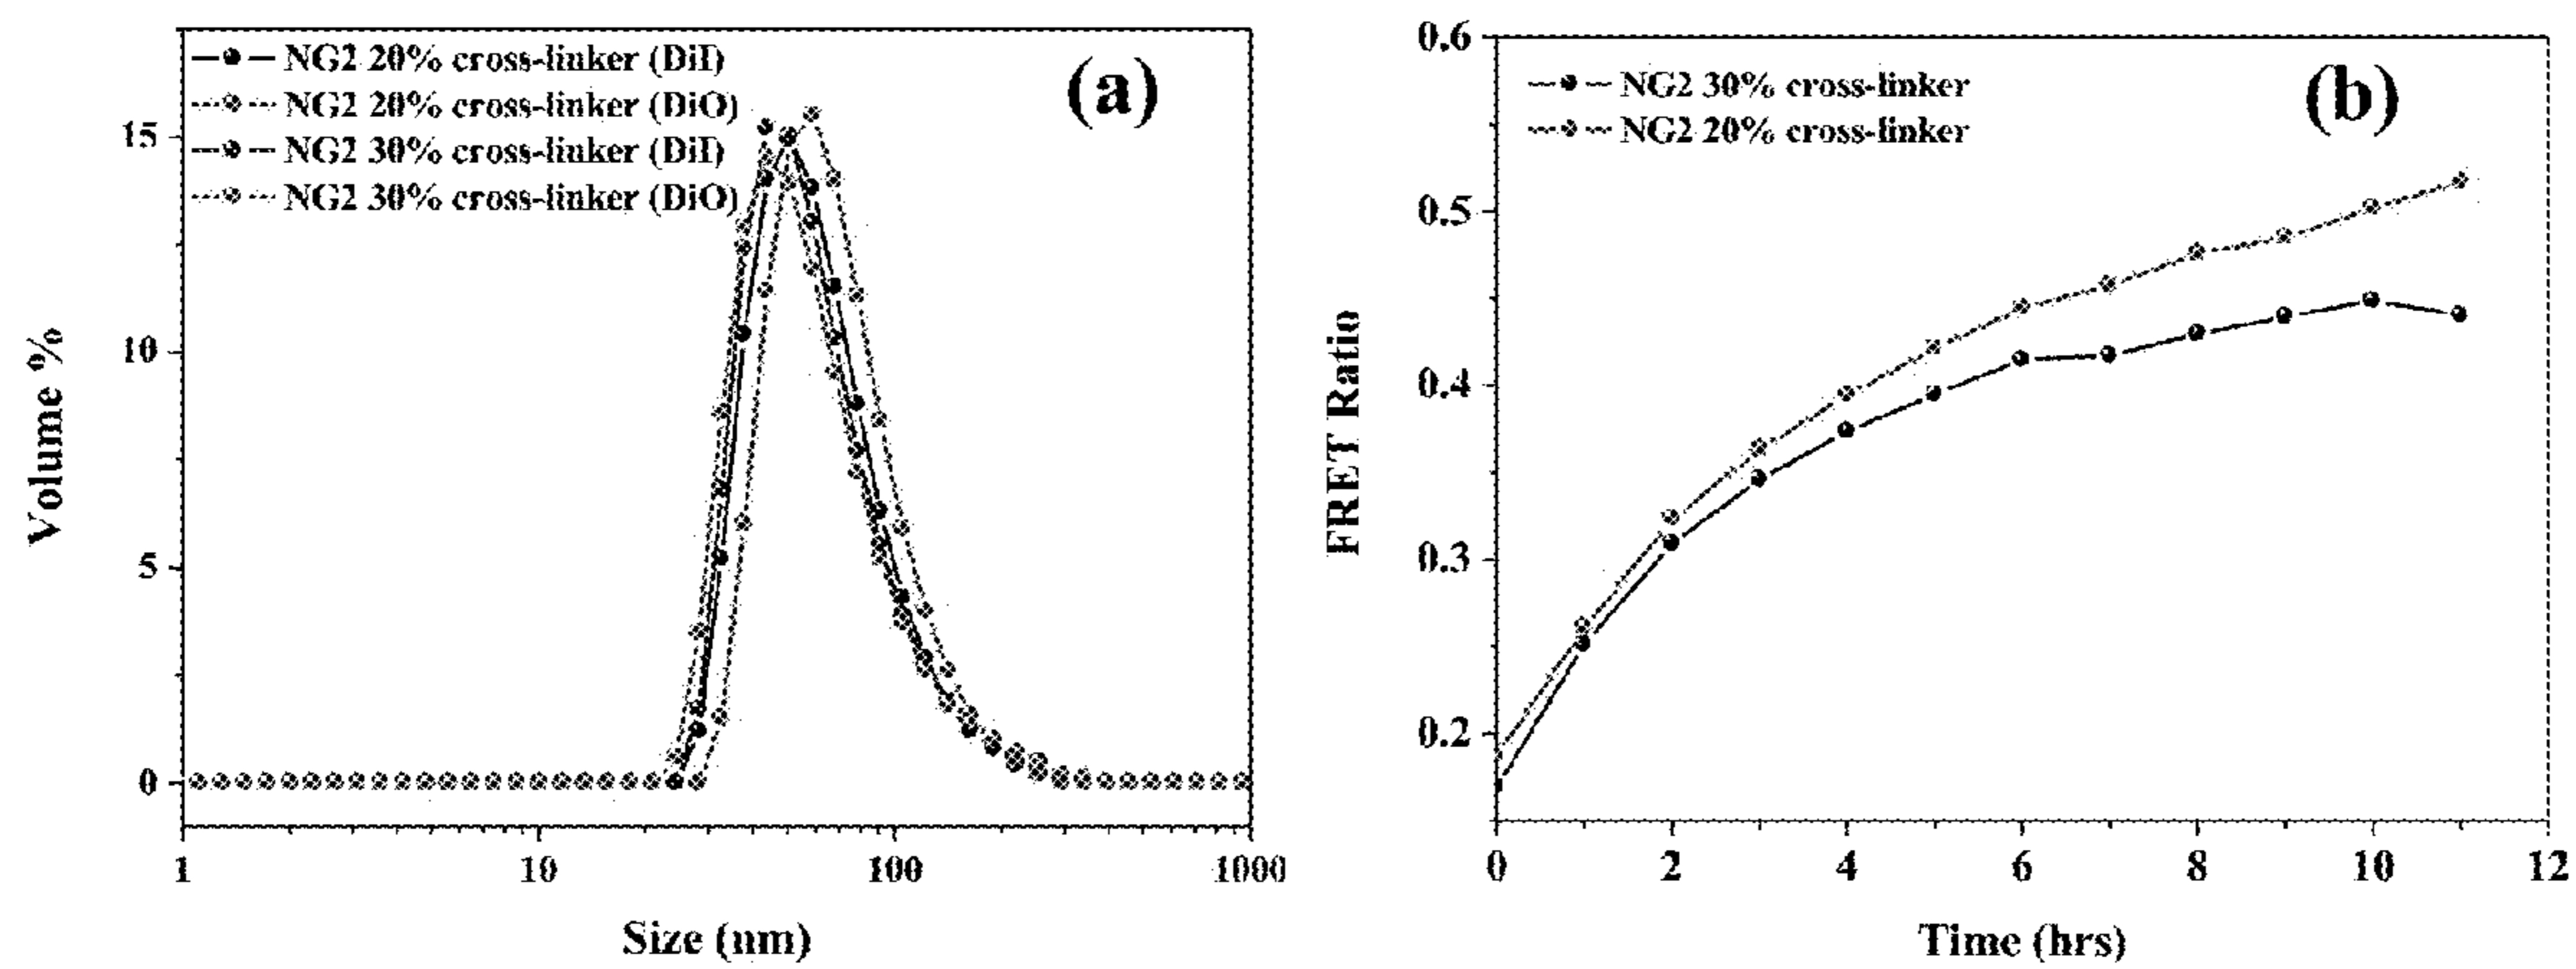 NG2 20% cross-linker (DiI)
NG2 20% cross-linker (DiO)
NG2 30% cross-linker (DiI)
NG2 30% cross-linker (DiO)
(a)
15
10
5
0
Volume %
1
10
100
1000
Size (nm)
NG2 30% cross-linker
NG2 20% cross-linker
(b)
0.6
0.5
0.4
0.3
0.2
FRET Ratio
0
2
4
6
8
10
12
Time (hrs)